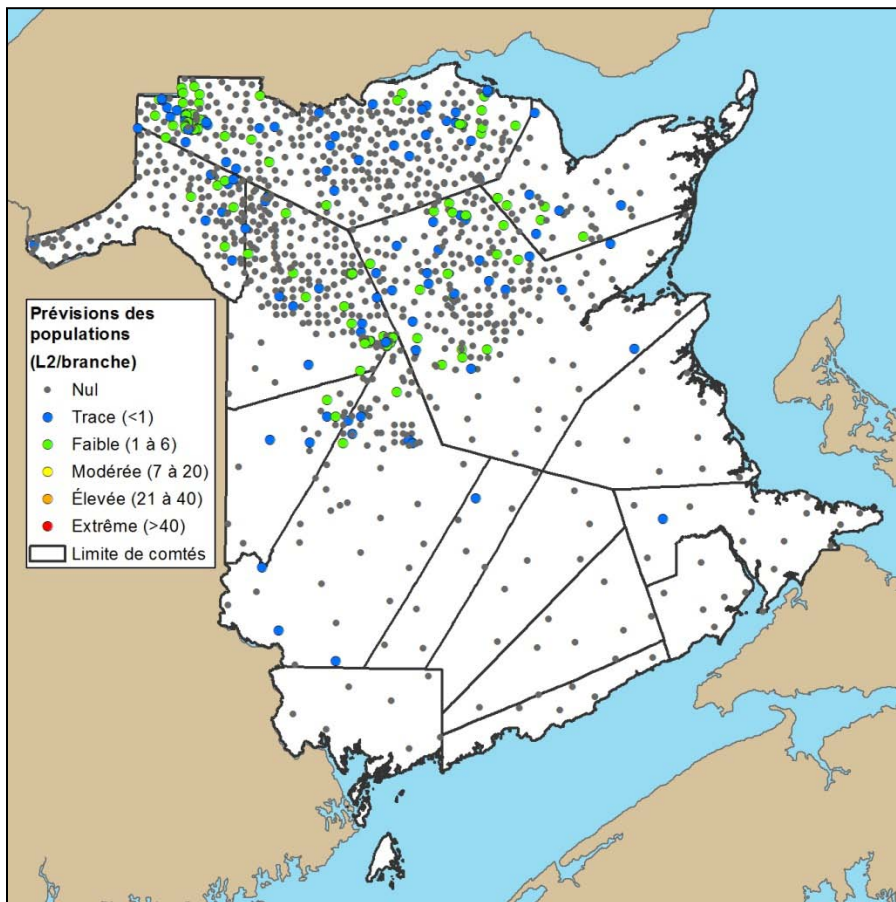 Prévisions des
populations
(L2/branche)
Nul
Trace (<1)
Faible (1 à 6)
Modérée (7 à 20)
Élevée (21 à 40)
Extrême (>40)
Limite de comtés